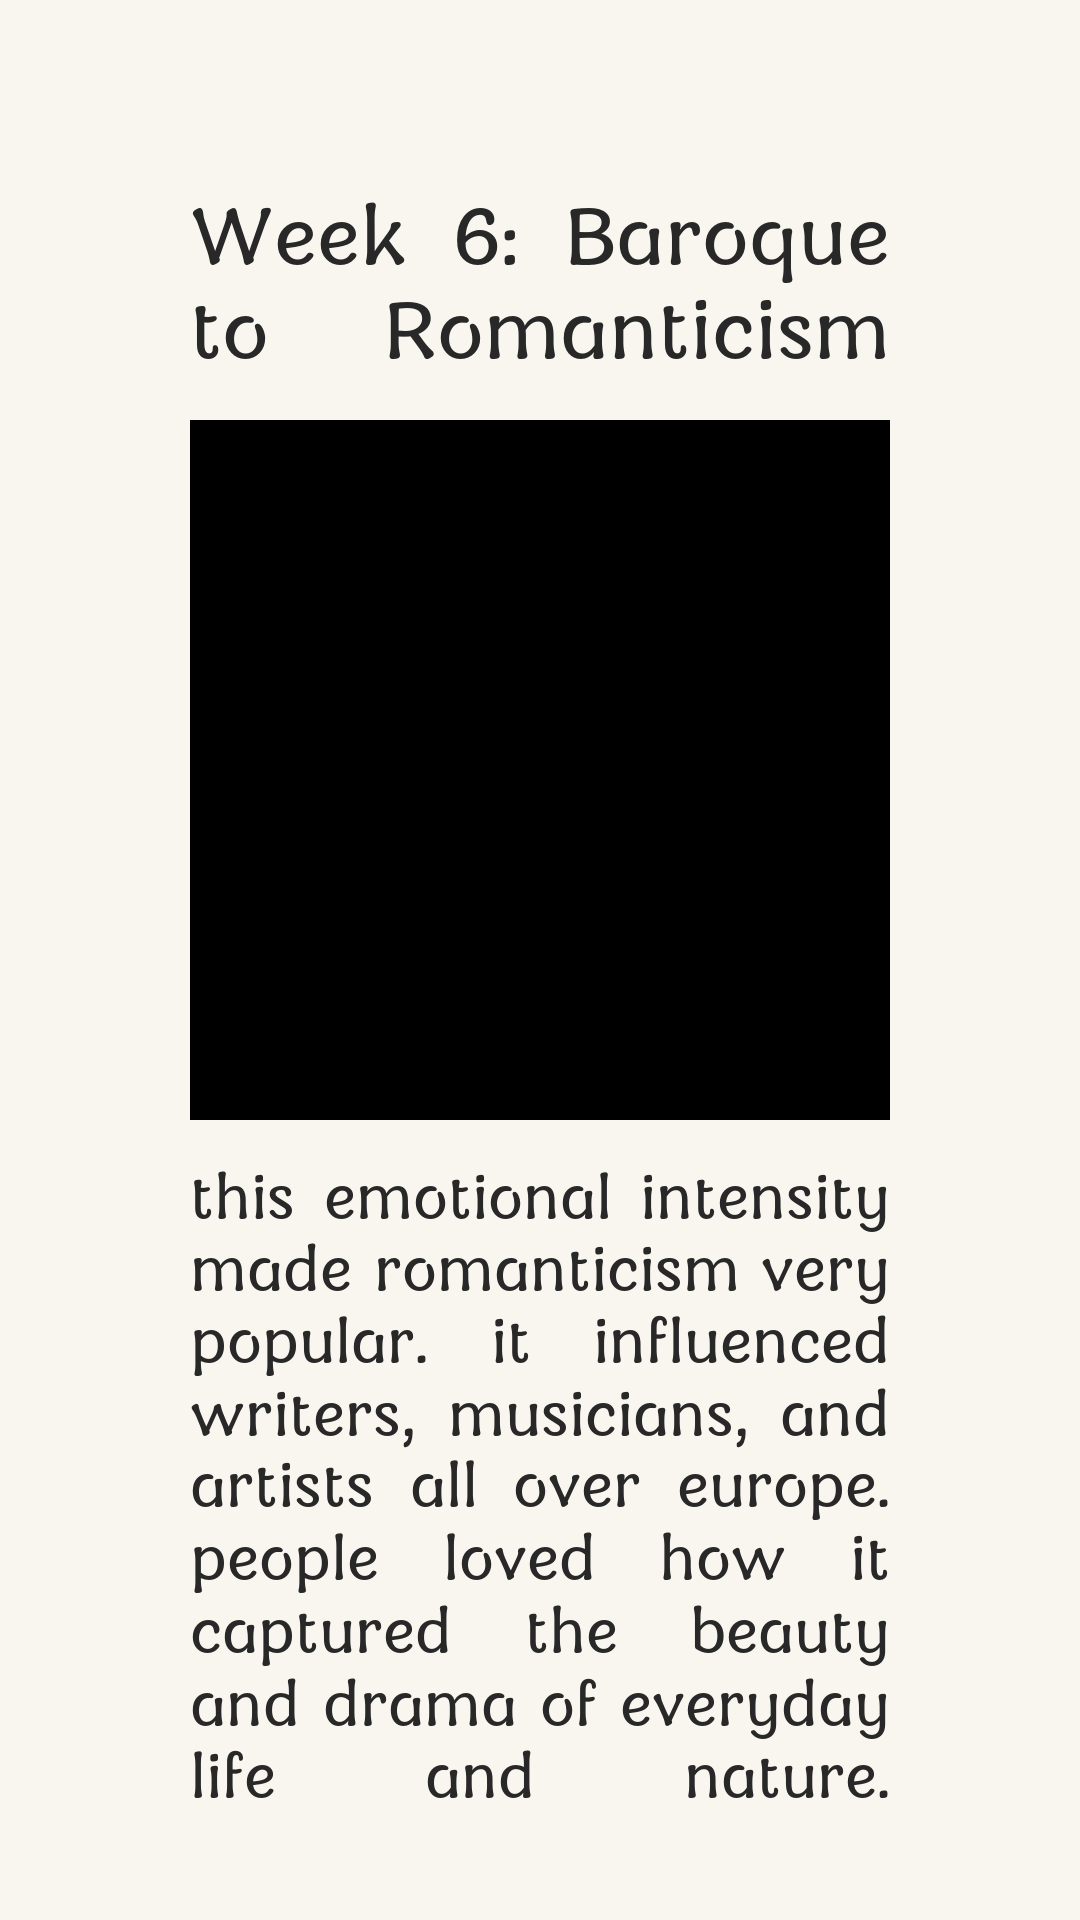 Week 6: Baroque
to Romanticism
this emotional intensity
made romanticism very
popular. it influenced
writers, musicians, and
artists all over europe.
people loved how it
captured the beauty
and drama of everyday
life and nature.